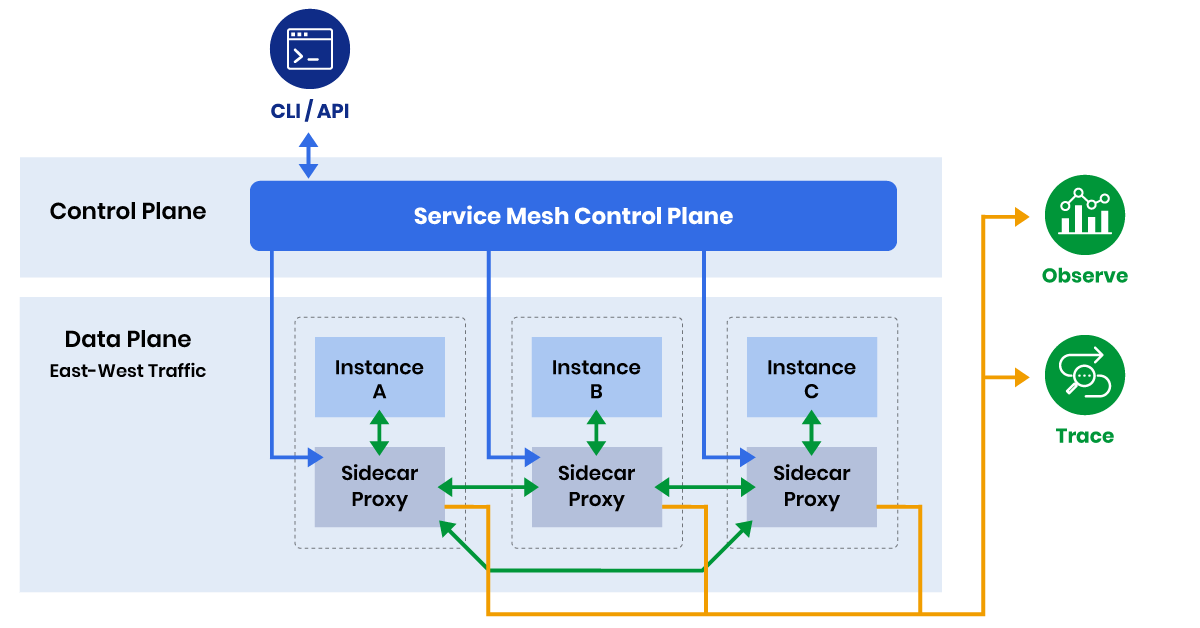 CLI / API
Control Plane
Service Mesh Control Plane
Observe
Data Plane
East-West Traffic
Instance
A
Instance
B
Instance
C
Trace
Sidecar
Proxy
Sidecar
Proxy
Sidecar
Proxy